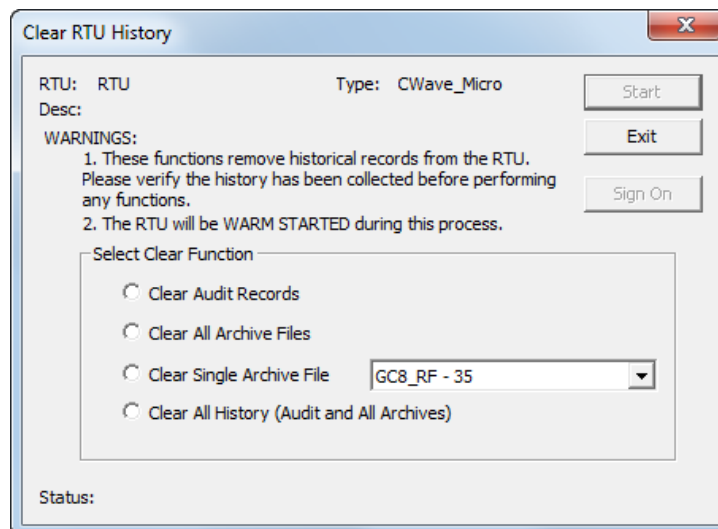 Clear RTU History
RTU: RTU Type: CWave_Micro
Desc:
Start
Exit
Sign On
WARNINGS:
1. These functions remove historical records from the RTU.
Please verify the history has been collected before performing
any functions.
2. The RTU will be WARM STARTED during this process.
Select Clear Function
Clear Audit Records
Clear All Archive Files
Clear Single Archive File GC8_RF - 35
Clear All History (Audit and All Archives)
Status: